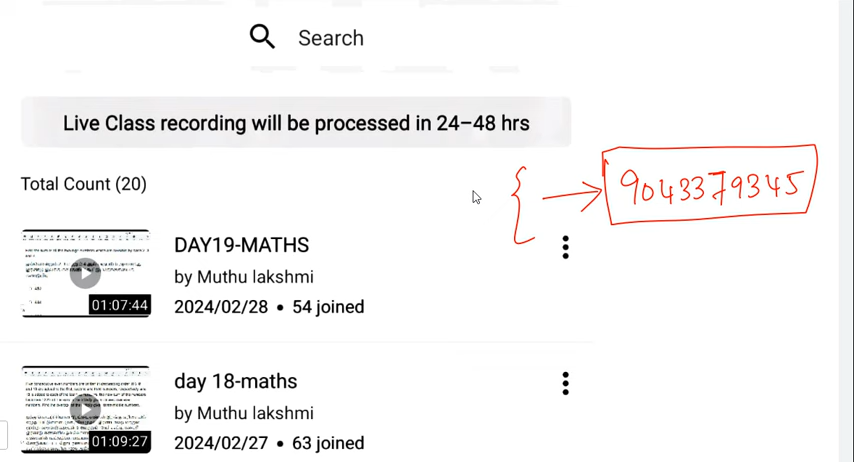 Search
Live Class recording will be processed in 24–48 hrs
Total Count (20)
9043379345
DAY19-MATHS
by Muthu lakshmi
01:07:44
2024/02/28 • 54 joined
day 18-maths
by Muthu lakshmi
01:09:27
2024/02/27 • 63 joined